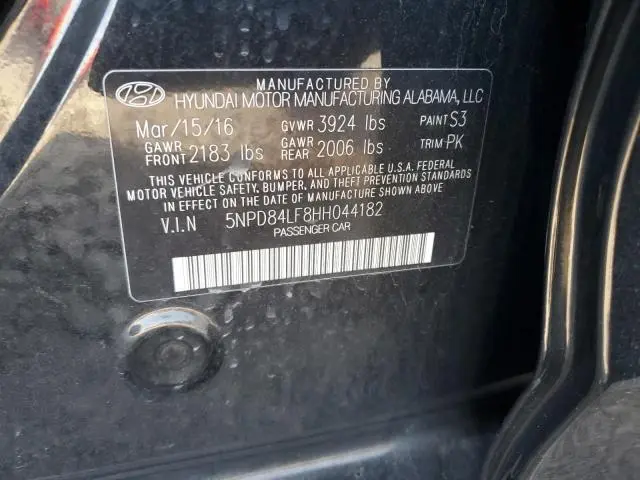 MANUFACTURED BY
HYUNDAI MOTOR MANUFACTURING ALABAMA, LLC
Mar/15/16 GVWR 3924 lbs PAINT S3
GAWR FRONT 2183 lbs GAWR REAR 2006 lbs TRIM PK
THIS VEHICLE CONFORMS TO ALL APPLICABLE U.S.A. FEDERAL
MOTOR VEHICLE SAFETY, BUMPER, AND THEFT PREVENTION STANDARDS
IN EFFECT ON THE DATE OF MANUFACTURE SHOWN ABOVE.
V.I.N 5NPD84LF8HH044182
PASSENGER CAR